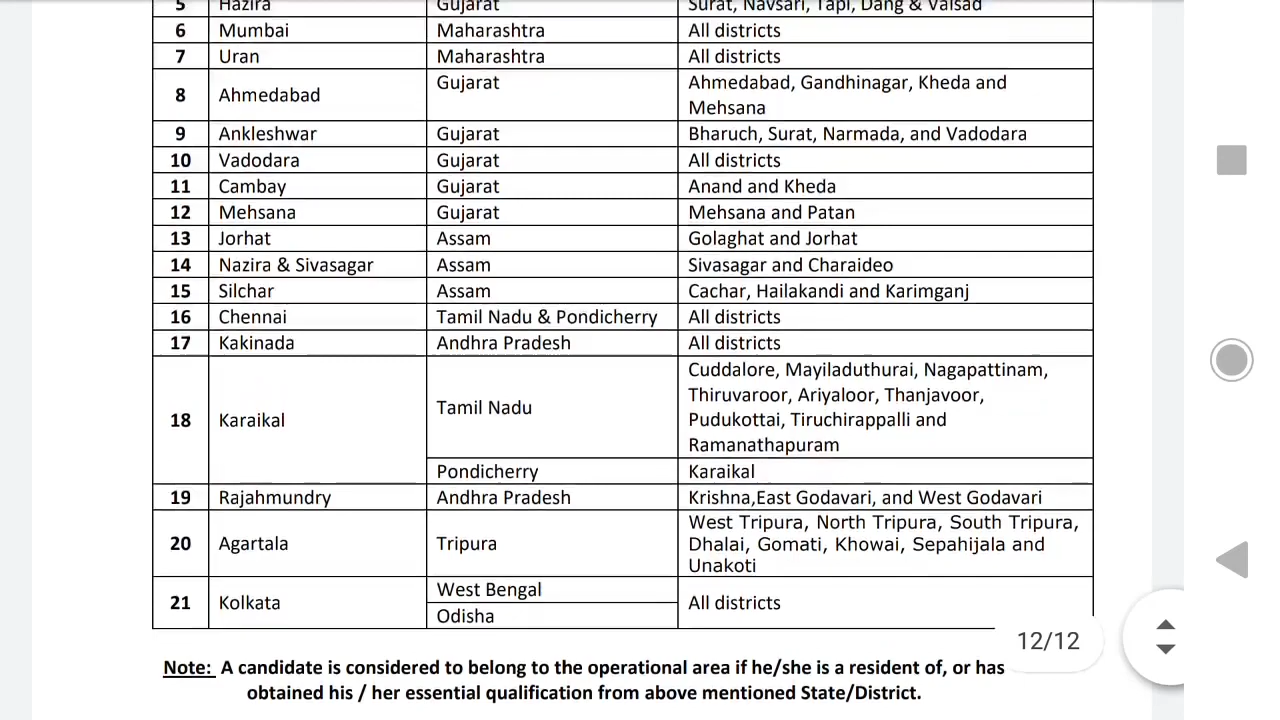 5 Hazira Gujarat Surat, Navsari, Tapi, Dang & Valsad
6 Mumbai Maharashtra All districts
7 Uran Maharashtra All districts
8 Ahmedabad Gujarat Ahmedabad, Gandhinagar, Kheda and
Mehsana
9 Ankleshwar Gujarat Bharuch, Surat, Narmada, and Vadodara
10 Vadodara Gujarat All districts
11 Cambay Gujarat Anand and Kheda
12 Mehsana Gujarat Mehsana and Patan
13 Jorhat Assam Golaghat and Jorhat
14 Nazira & Sivasagar Assam Sivasagar and Charaideo
15 Silchar Assam Cachar, Hailakandi and Karimganj
16 Chennai Tamil Nadu & Pondicherry All districts
17 Kakinada Andhra Pradesh All districts
18 Karaikal Tamil Nadu Cuddalore, Mayiladuthurai, Nagapattinam,
Thiruvaroor, Ariyaloor, Thanjavoor,
Pudukottai, Tiruchirappalli and
Ramanathapuram
Pondicherry Karaikal
19 Rajahmundry Andhra Pradesh Krishna,East Godavari, and West Godavari
20 Agartala Tripura West Tripura, North Tripura, South Tripura,
Dhalai, Gomati, Khowai, Sepahijala and
Unakoti
21 Kolkata West Bengal All districts
Odisha
12/12
Note: A candidate is considered to belong to the operational area if he/she is a resident of, or has
obtained his / her essential qualification from above mentioned State/District.